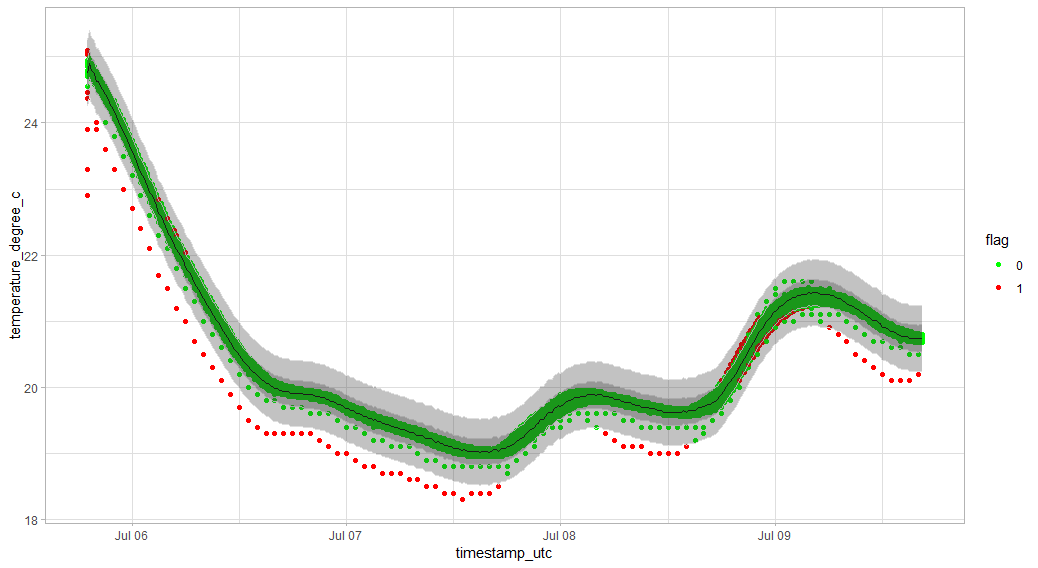 24
22
20
18
temperature_degree_c
Jul 06
Jul 07
Jul 08
Jul 09
timestamp_utc
flag
0
1